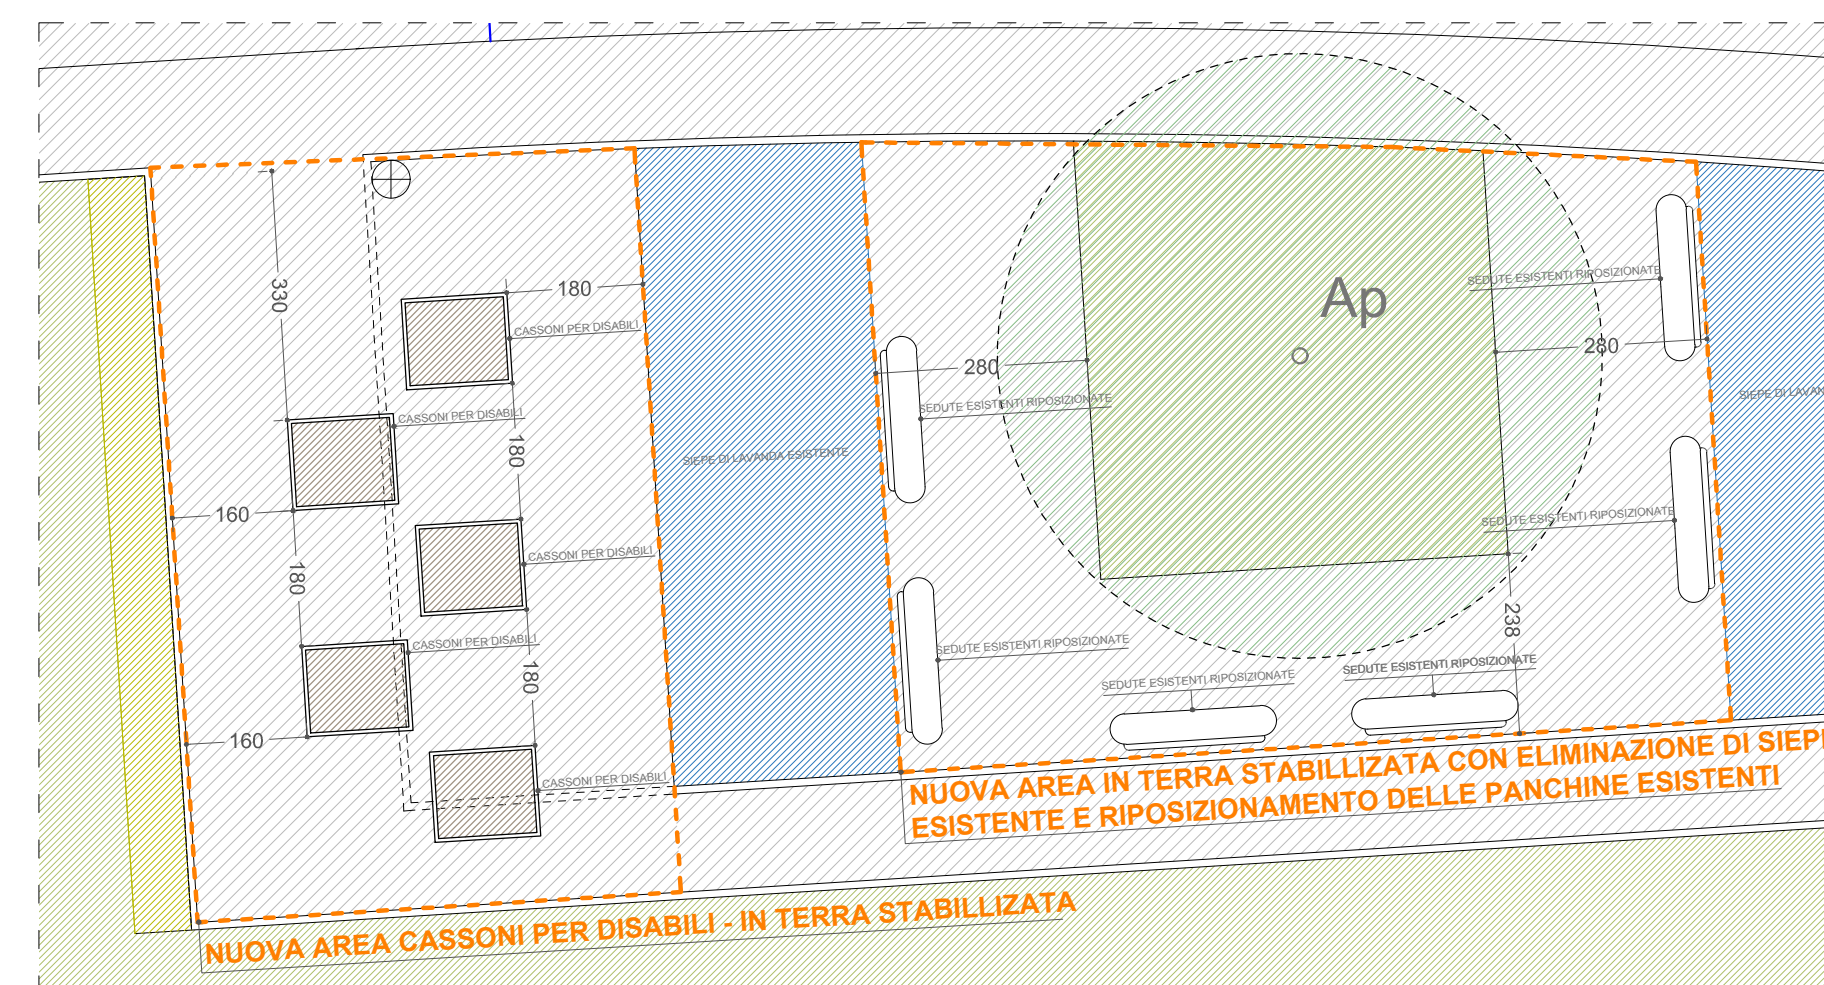 330
180
CASSONI PER DISABILI
CASSONI PER DISABILI
180
160
CASSONI PER DISABILI
180
CASSONI PER DISABILI
180
160
CASSONI PER DISABILI
SIEPE DI LAVANDA ESISTENTE
Ap
280
SEDUTE ESISTENTI RIPOSIZIONATE
SEDUTE ESISTENTI RIPOSIZIONATE
280
SIEPE DI LAVAN
SEDUTE ESISTENTI RIPOSIZIONATE
238
SEDUTE ESISTENTI RIPOSIZIONATE
SEDUTE ESISTENTI RIPOSIZIONATE
SEDUTE ESISTENTI RIPOSIZIONATE
NUOVA AREA IN TERRA STABILLIZATA CON ELIMINAZIONE DI SIEPE
ESISTENTE E RIPOSIZIONAMENTO DELLE PANCHINE ESISTENTI
NUOVA AREA CASSONI PER DISABILI - IN TERRA STABILLIZATA